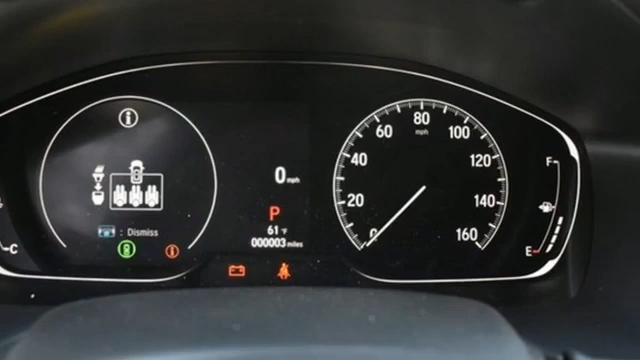 i
0 mph
: Dismiss
P
61 °F
000003 miles
i
C
0
20
40
60
80
mph
100
120
140
160
F
E